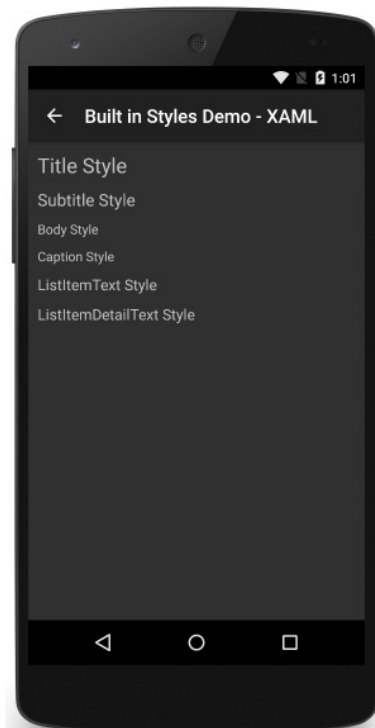 1:01
Built in Styles Demo - XAML
Title Style
Subtitle Style
Body Style
Caption Style
ListItemText Style
ListItemDetailText Style